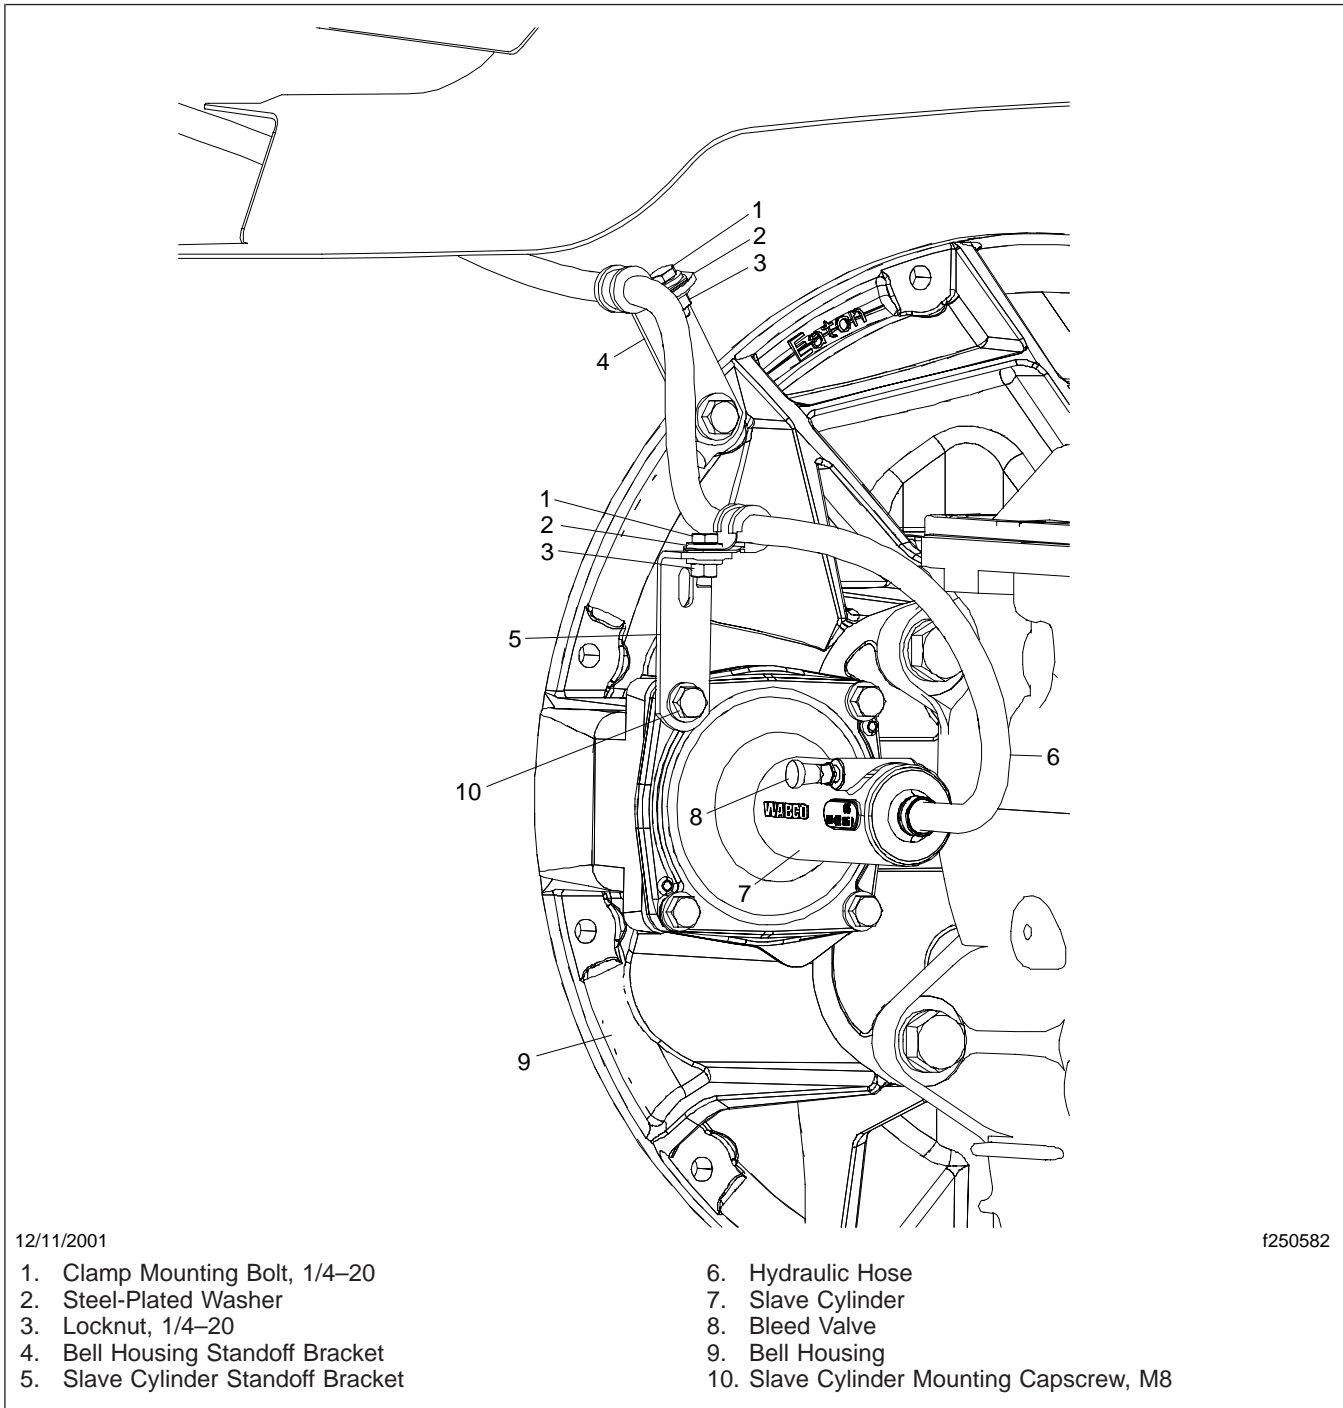 1
2
3
4
Eaton
1
2
3
5
6
10
8
WABCO
7
9
12/11/2001
f250582
1. Clamp Mounting Bolt, 1/4–20
2. Steel-Plated Washer
3. Locknut, 1/4–20
4. Bell Housing Standoff Bracket
5. Slave Cylinder Standoff Bracket
6. Hydraulic Hose
7. Slave Cylinder
8. Bleed Valve
9. Bell Housing
10. Slave Cylinder Mounting Capscrew, M8